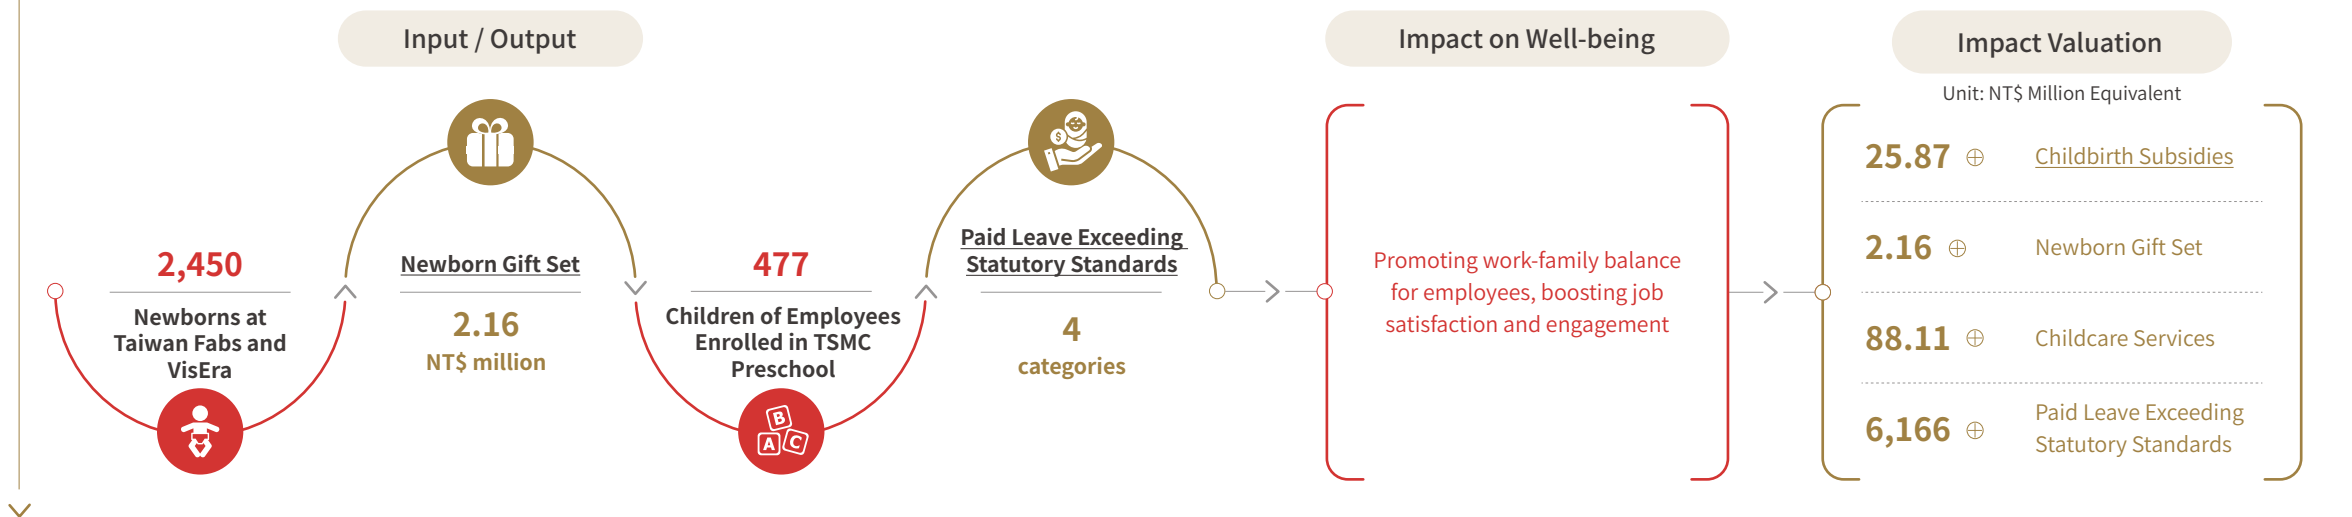 Input / Output
2,450
Newborns at
Taiwan Fabs and
VisEra
Newborn Gift Set
2.16
NT$ million
477
Children of Employees
Enrolled in TSMC
Preschool
B
A C
$
Paid Leave Exceeding
Statutory Standards
4
categories
Impact on Well-being
Promoting work-family balance
for employees, boosting job
satisfaction and engagement
Impact Valuation
Unit: NT$ Million Equivalent
25.87 ⊕ Childbirth Subsidies
2.16 ⊕ Newborn Gift Set
88.11 ⊕ Childcare Services
6,166 ⊕ Paid Leave Exceeding
Statutory Standards